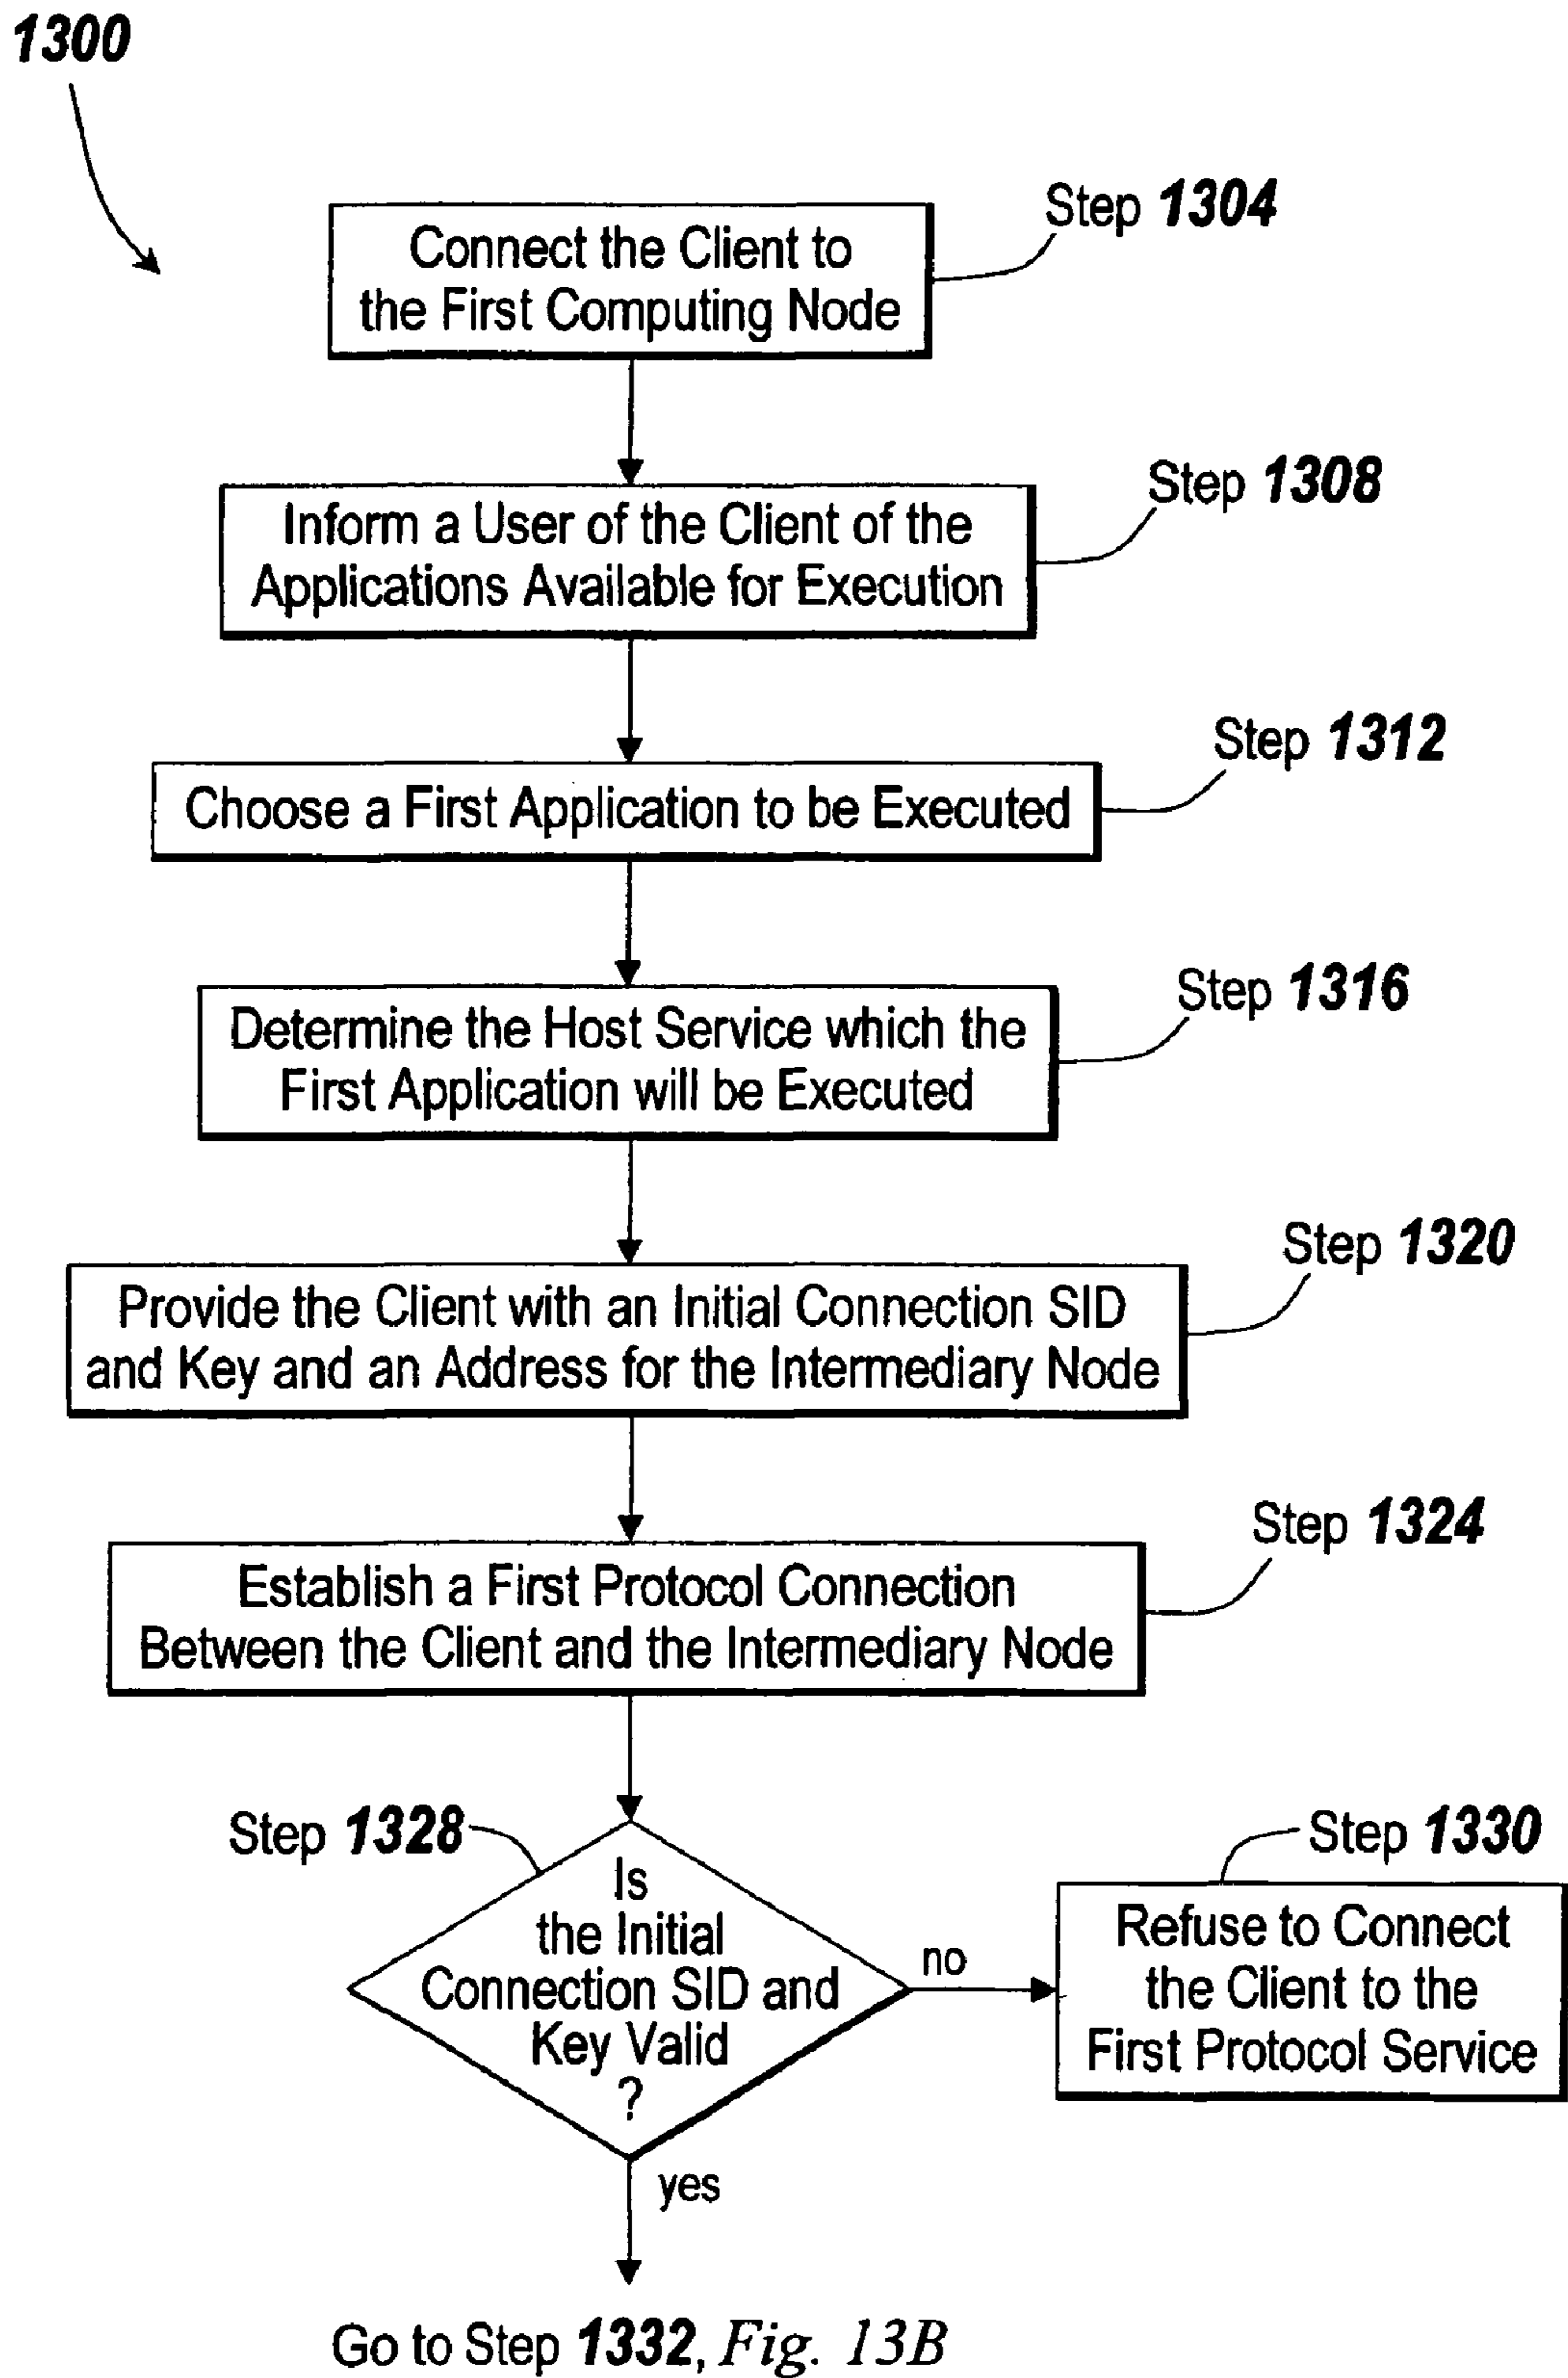 1300
Step 1304
Connect the Client to
the First Computing Node
Step 1308
Inform a User of the Client of the
Applications Available for Execution
Step 1312
Choose a First Application to be Executed
Step 1316
Determine the Host Service which the
First Application will be Executed
Step 1320
Provide the Client with an Initial Connection SID
and Key and an Address for the Intermediary Node
Step 1324
Establish a First Protocol Connection
Between the Client and the Intermediary Node
Step 1328
Is
the Initial
Connection SID and
Key Valid
?
no
Step 1330
Refuse to Connect
the Client to the
First Protocol Service
yes
Go to Step 1332, Fig. 13B